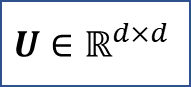 𝑼 ∈ ℝ^{𝑑×𝑑}